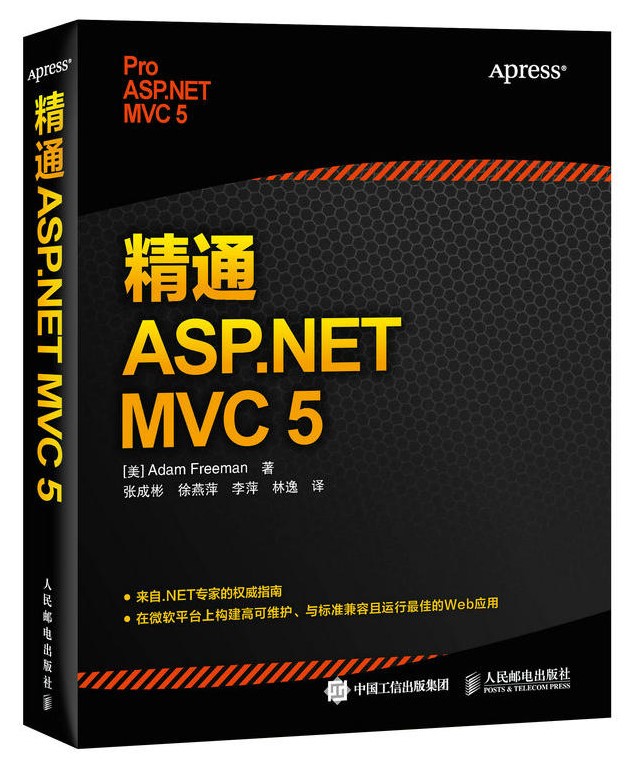 Apress®
精通 ASP.NET MVC 5
人民邮电出版社
Pro
ASP.NET
MVC 5
Apress®
精通
ASP.NET
MVC 5
[美] Adam Freeman 著
张成彬 徐燕萍 李萍 林逸 译
• 来自.NET专家的权威指南
• 在微软平台上构建高可维护、与标准兼容且运行最佳的Web应用
中国工信出版集团
人民邮电出版社
POSTS & TELECOM PRESS